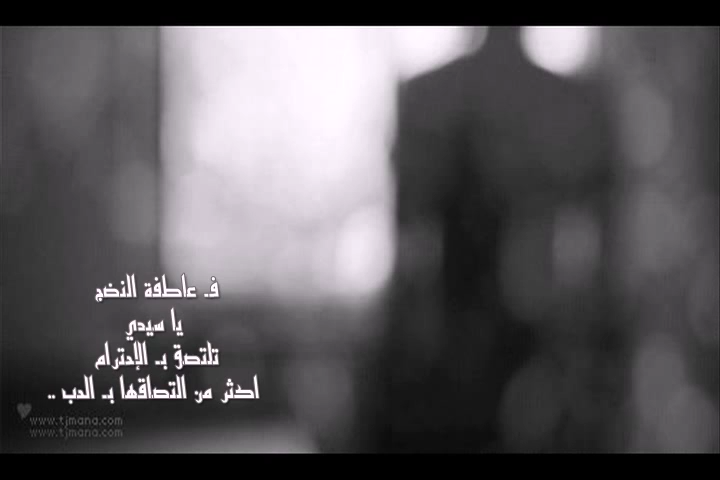 فـ عاطفة النضج
يا سيدي
تلتصق بـ الإحترام
اكثر من التصاقها بـ الحب ..
www.tjmana.com
www.tjmana.com